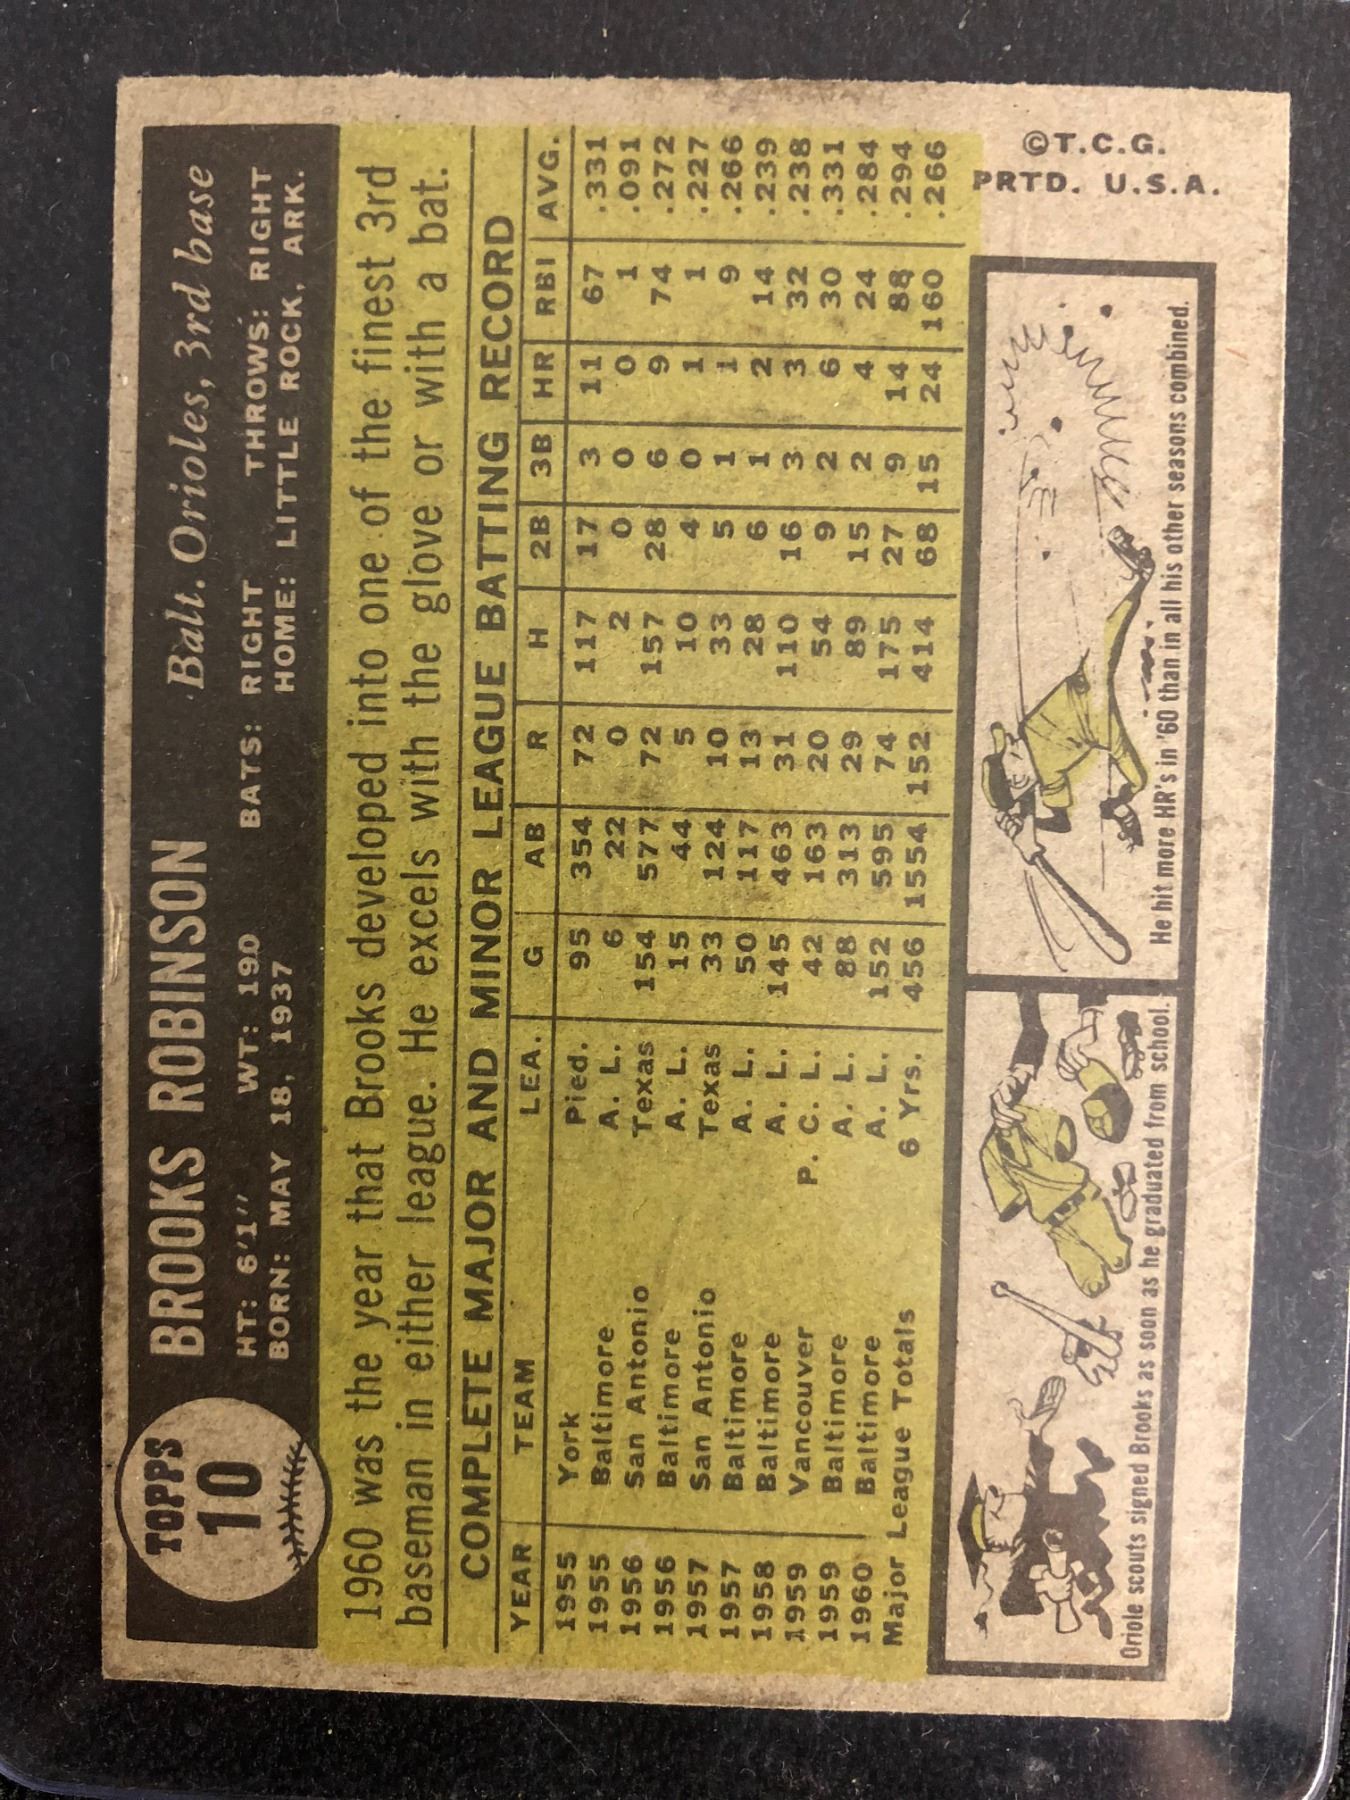 TOPPS
10
BROOKS ROBINSON
Balt. Orioles, 3rd base
HT: 6'1" WT: 190 BATS: RIGHT THROWS: RIGHT
BORN: MAY 18, 1937 HOME: LITTLE ROCK, ARK.
1960 was the year that Brooks developed into one of the finest 3rd
baseman in either league. He excels with the glove or with a bat.
COMPLETE MAJOR AND MINOR LEAGUE BATTING RECORD
YEAR TEAM LEA. G AB R H 2B 3B HR RBI AVG.
1955 York Pied. 95 354 72 117 17 3 11 67 .331
1955 Baltimore A. L. 6 22 0 2 0 0 0 1 .091
1956 San Antonio Texas 154 577 72 157 28 6 9 74 .272
1956 Baltimore A. L. 15 44 5 10 4 0 1 1 .227
1957 San Antonio Texas 33 124 10 33 5 1 1 9 .266
1957 Baltimore A. L. 50 117 13 28 6 1 2 14 .239
1958 Baltimore A. L. 145 463 31 110 16 3 3 32 .238
1959 Vancouver P. C. L. 42 163 20 54 9 2 6 30 .331
1959 Baltimore A. L. 88 313 29 89 15 2 4 24 .284
1960 Baltimore A. L. 152 595 74 175 27 9 14 88 .294
Major League Totals 6 Yrs. 456 1554 152 414 68 15 24 160 .266
Oriole scouts signed Brooks as soon as he graduated from school.
He hit more HR's in '60 than in all his other seasons combined.
©T.C.G.
PRTD. U.S.A.